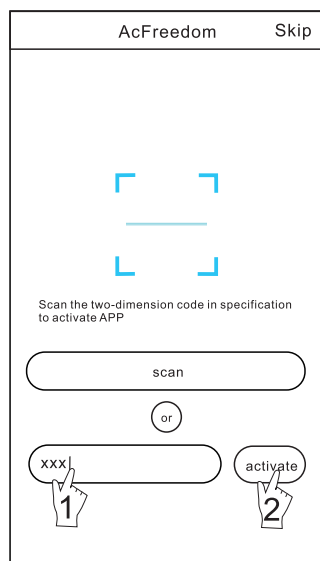 AcFreedom Skip
Scan the two-dimension code in specification
to activate APP
scan
or
xxx activate
1 2